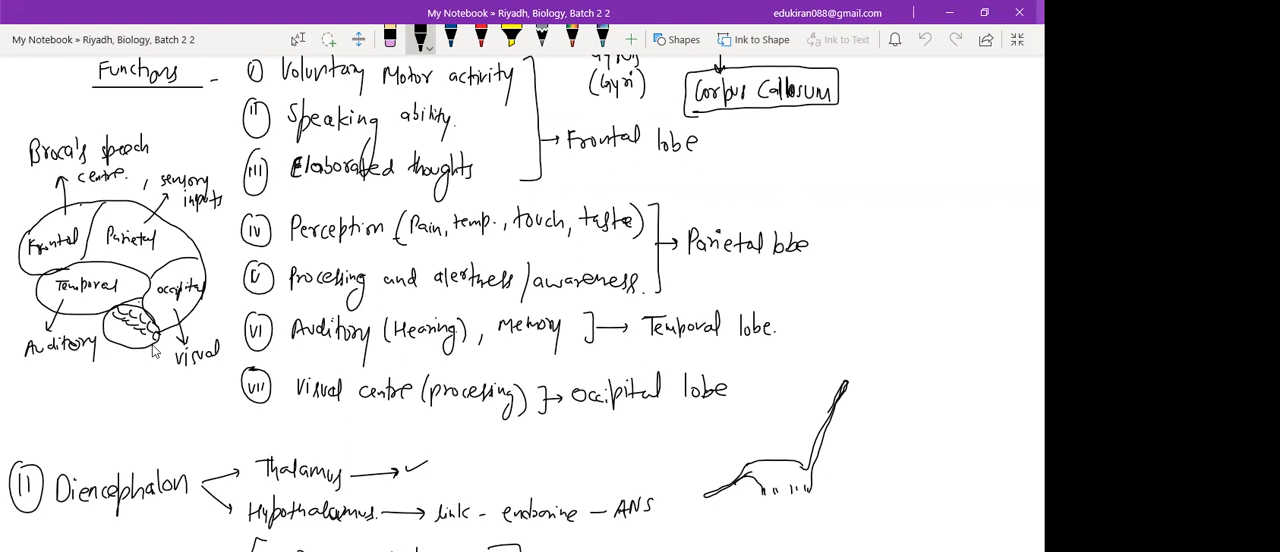 My Notebook » Riyadh, Biology, Batch 2 2
edukiran088@gmail.com
My Notebook » Riyadh, Biology, Batch 2 2
Shapes
Ink to Shape
Ink to Text
Functions -
(I) Voluntary Motor activity
(II) Speaking ability.
(III) Elaborated thoughts
→ Frontal lobe
(Gyri)
Corpus Callosum
Broca's speech
centre.
, sensory
inputs
Frontal
Parietal
Temporal
occipital
Auditory
visual
(IV) Perception (Pain, temp., touch, taste)
(V) Processing and alertness/awareness.
→ Parietal lobe
(VI) Auditory (Hearing), Memory ] → Temporal lobe.
(VII) Visual centre (processing) } → occipital lobe
(II) Diencephalon
Thalamus → ✓
Hypothalamus. → link - endocrine - ANS